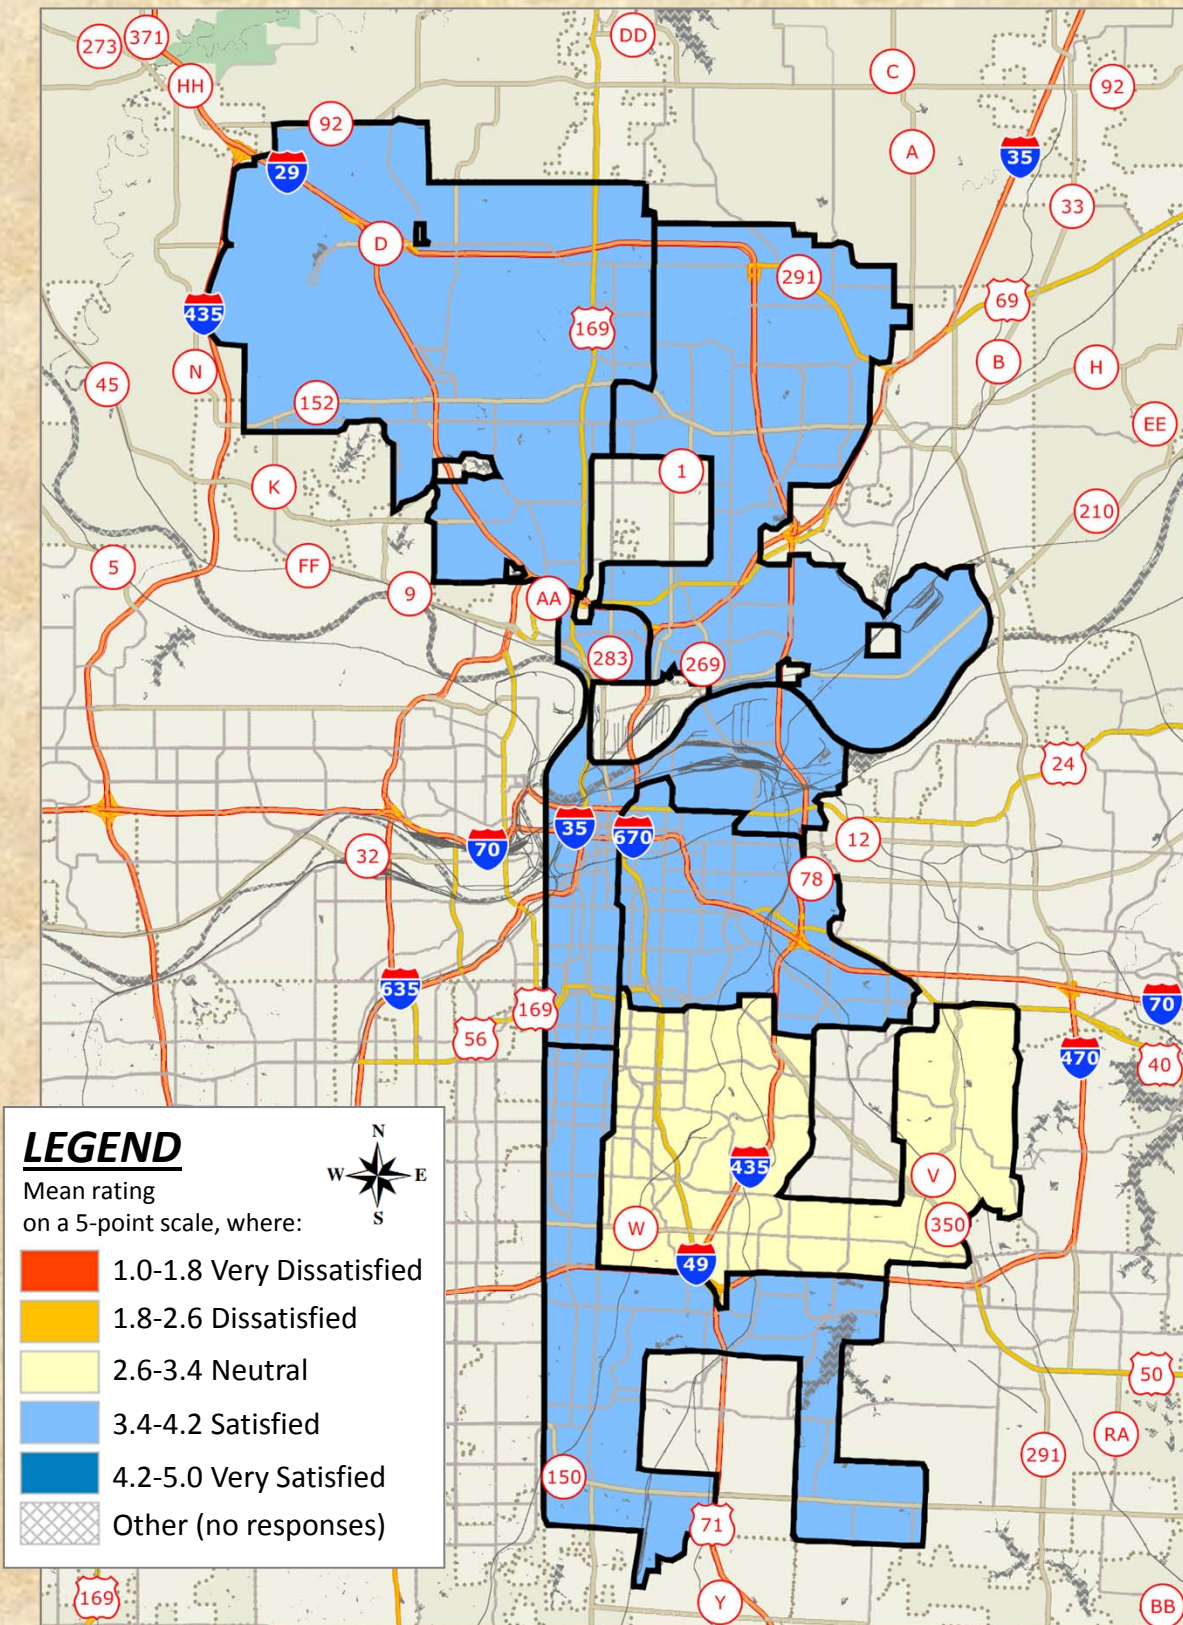 273
371
DD
C
HH
92
92
A
35
29
33
D
291
69
435
169
N
B
H
45
152
EE
1
K
210
5
FF
9
AA
283
269
24
35
670
12
70
32
78
635
169
70
56
470
40
435
V
W
350
49
50
RA
291
150
71
169
Y
BB
LEGEND
N
W
E
S
Mean rating
on a 5-point scale, where:
1.0-1.8 Very Dissatisfied
1.8-2.6 Dissatisfied
2.6-3.4 Neutral
3.4-4.2 Satisfied
4.2-5.0 Very Satisfied
Other (no responses)